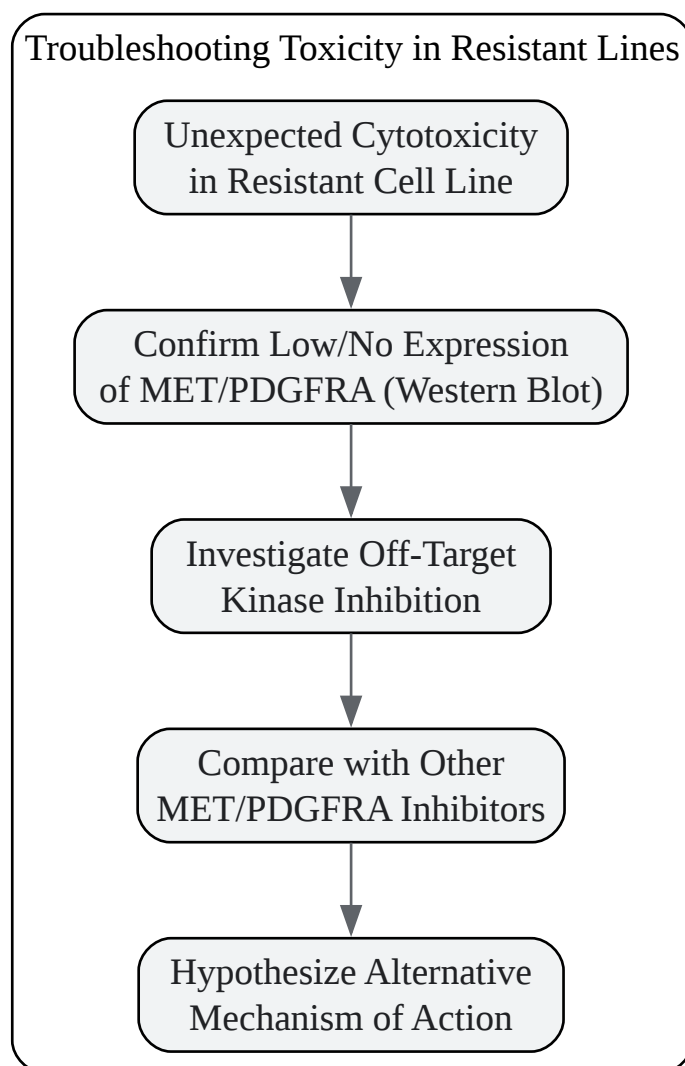 Troubleshooting Toxicity in Resistant Lines
Unexpected Cytotoxicity
in Resistant Cell Line
Confirm Low/No Expression
of MET/PDGFRA (Western Blot)
Investigate Off-Target
Kinase Inhibition
Compare with Other
MET/PDGFRA Inhibitors
Hypothesize Alternative
Mechanism of Action